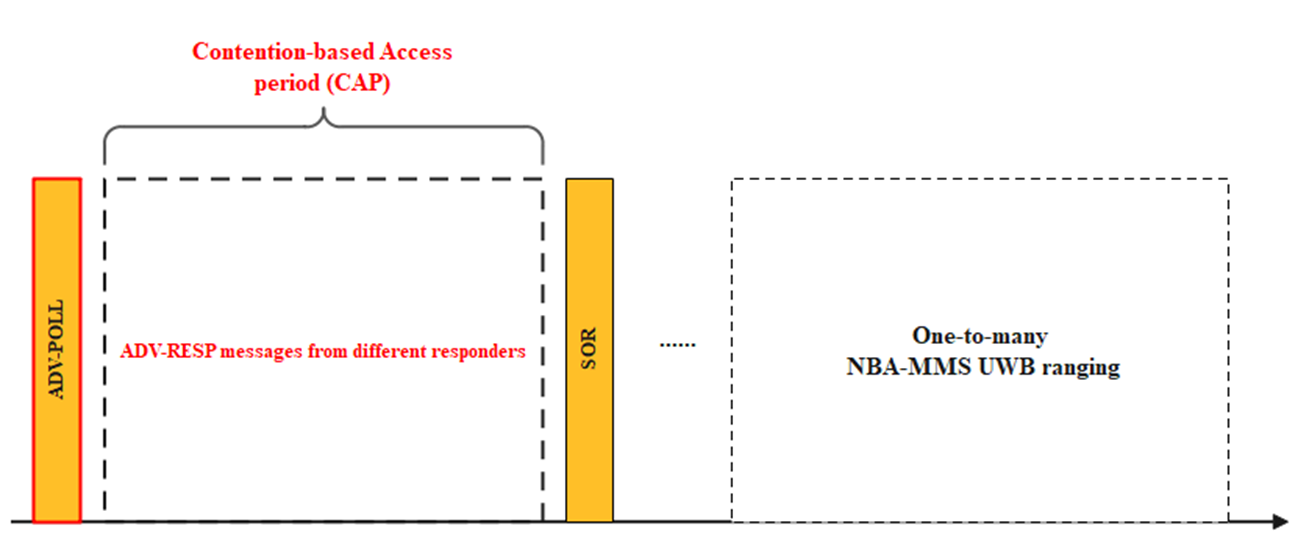 Contention-based Access
period (CAP)
ADV-POLL
ADV-RESP messages from different responders
SOR
......
One-to-many
NBA-MMS UWB ranging